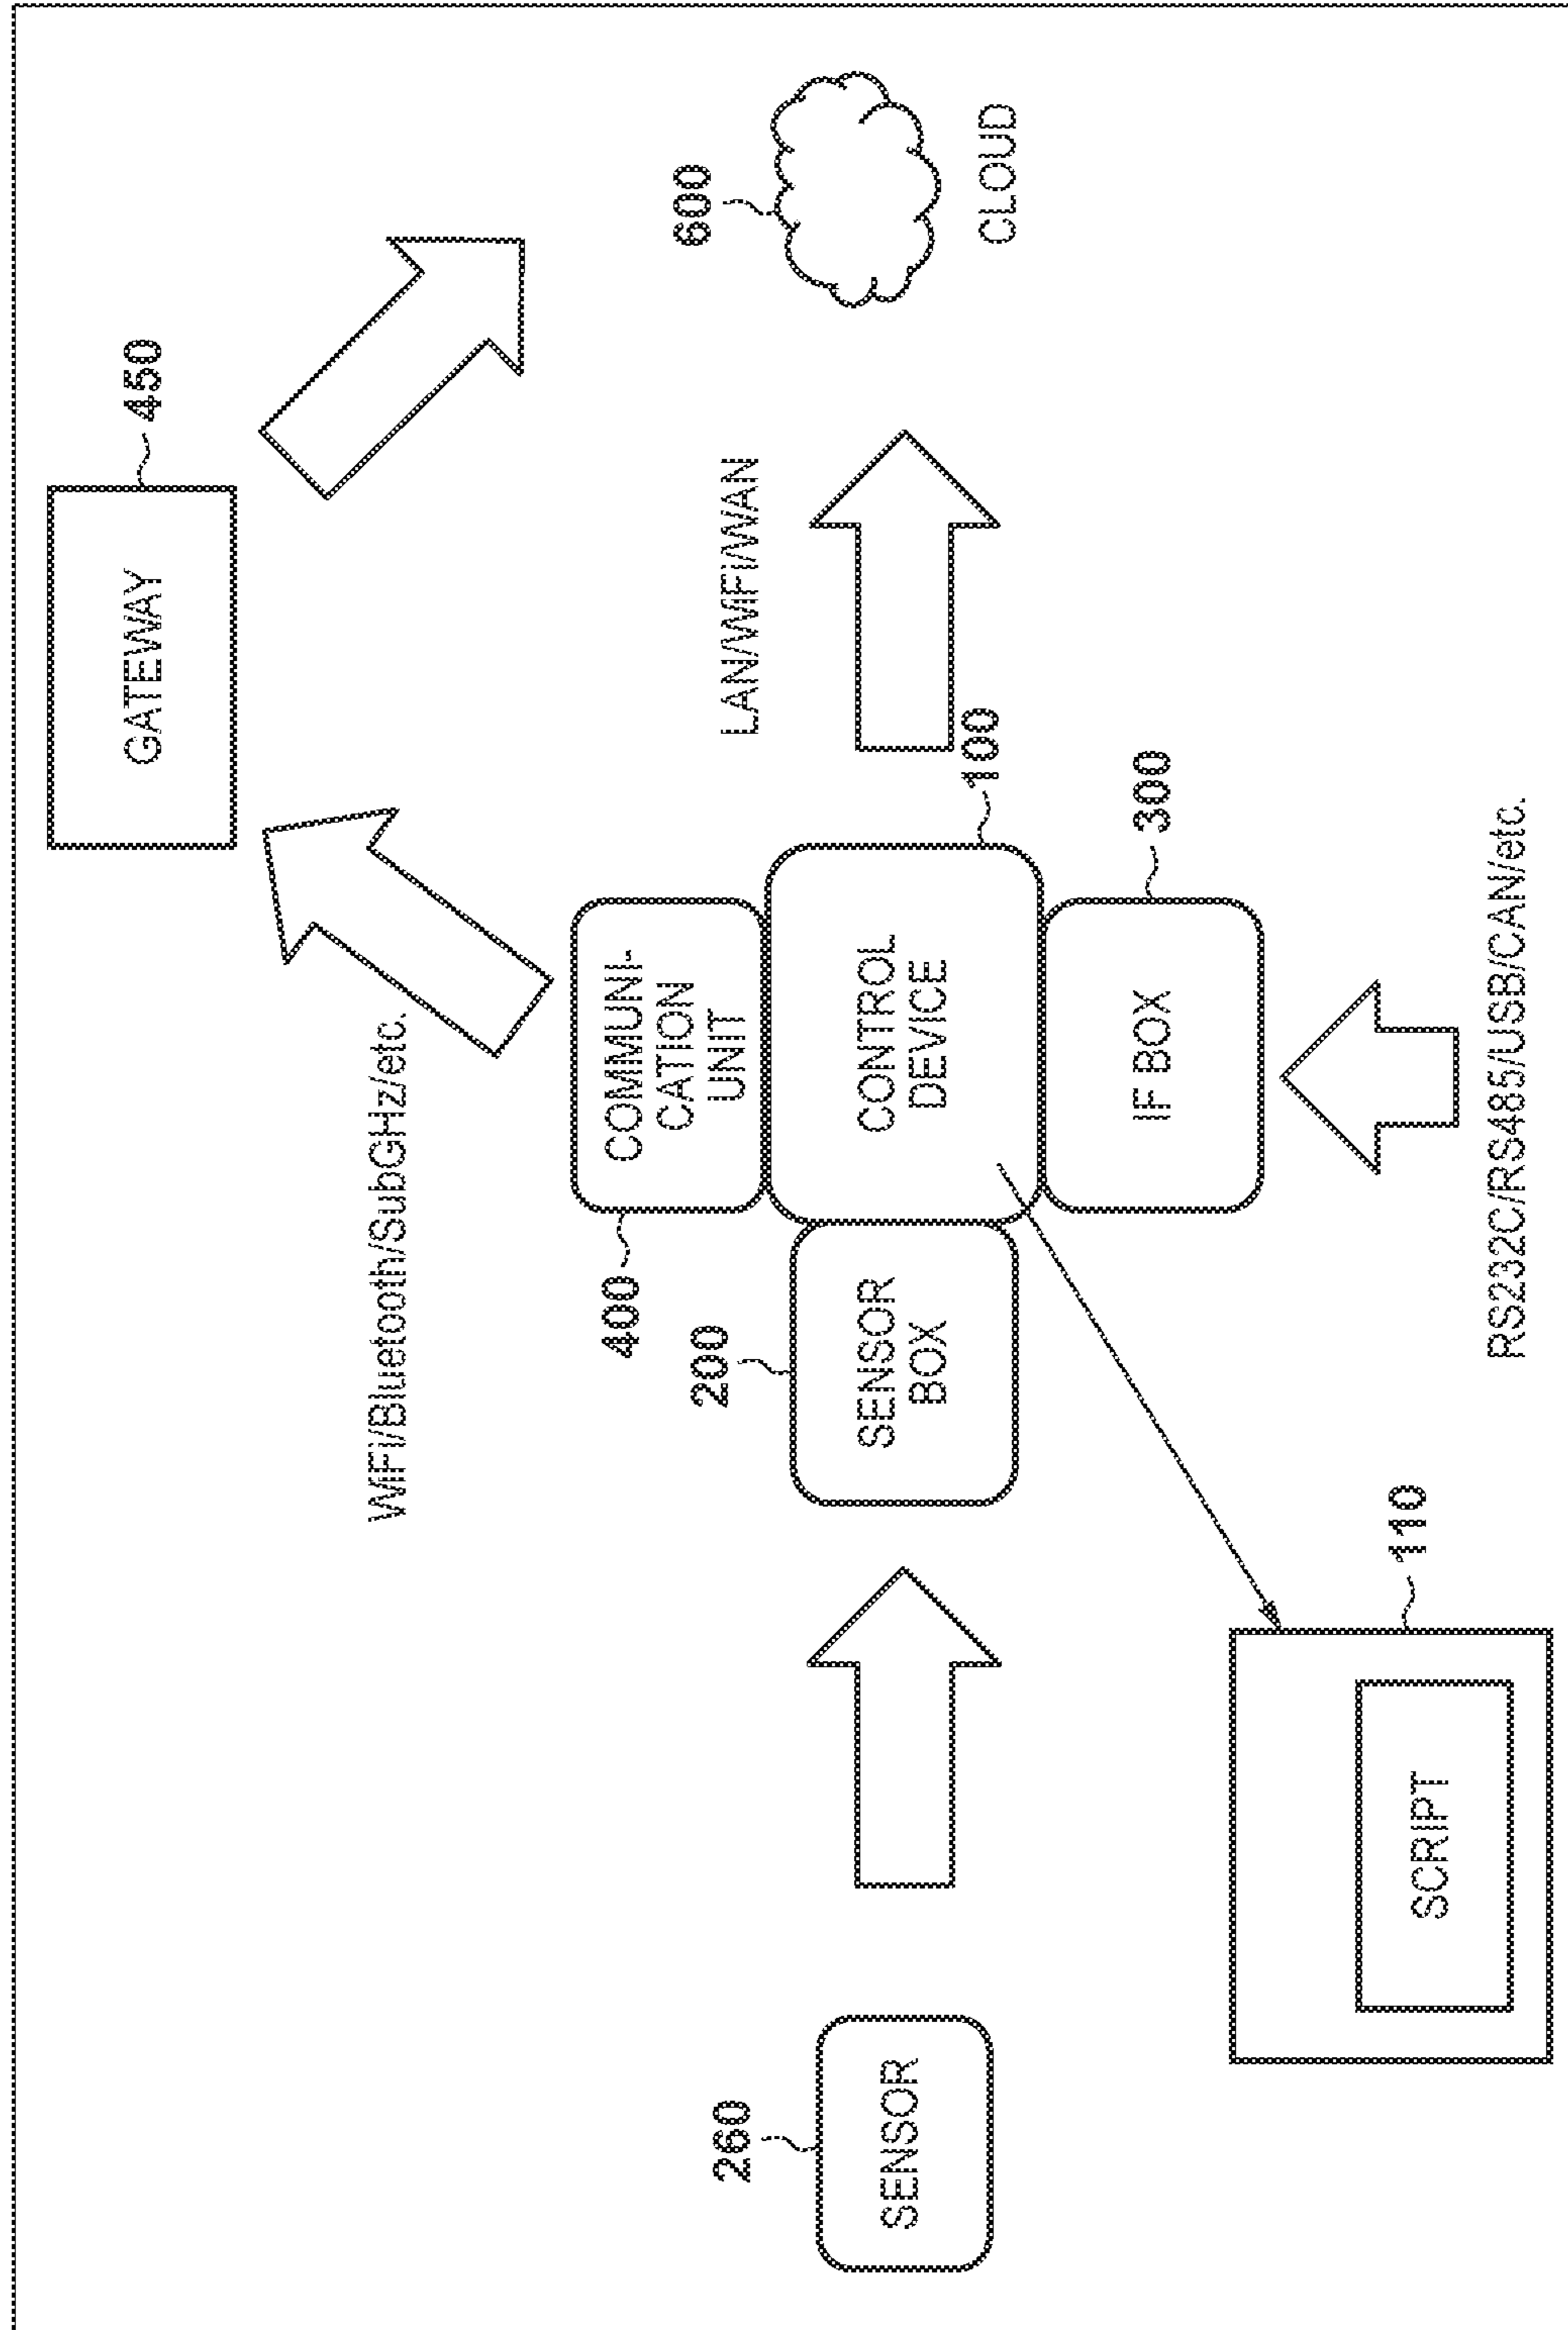 450
GATEWAY
600
CLOUD
WiFi/Bluetooth/SubGHz/etc.
LAN/WiFi/WAN
400
COMMUNI-
CATION
UNIT
260
SENSOR
200
SENSOR
BOX
CONTROL
DEVICE
100
IF BOX
300
110
SCRIPT
RS232C/RS485/USB/CAN/etc.